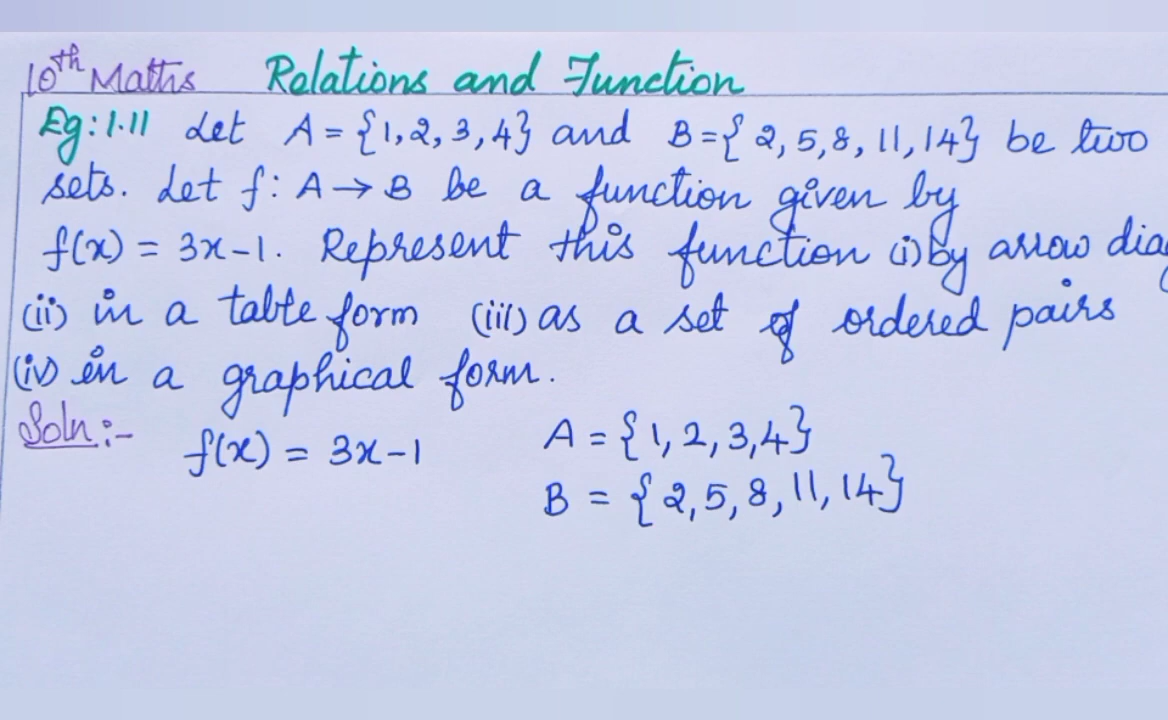 10th Maths Relations and Function
Eg: 1.11 Let A = {1, 2, 3, 4} and B = {2, 5, 8, 11, 14} be two
sets. Let f: A → B be a function given by
f(x) = 3x-1. Represent this function (i) by arrow diag
(ii) in a table form (iii) as a set of ordered pairs
(iv) in a graphical form.
Soln:- f(x) = 3x-1 A = {1, 2, 3, 4}
B = {2, 5, 8, 11, 14}